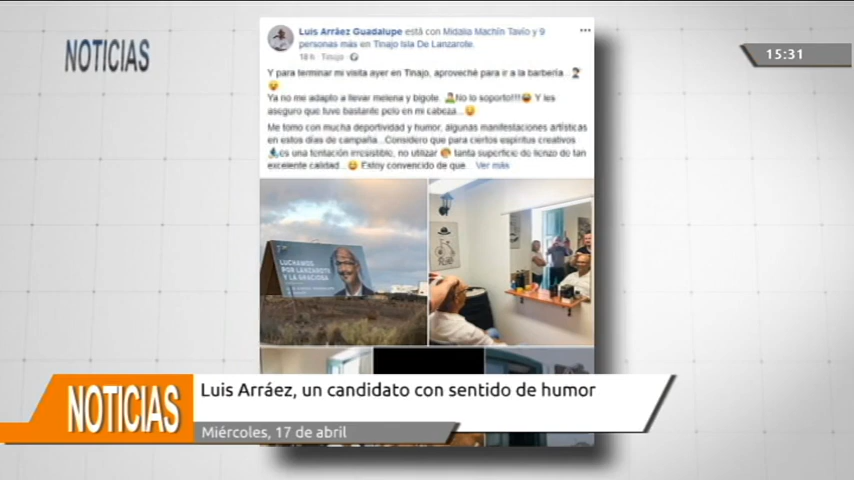 NOTICIAS
15:31
Luis Arráez Guadalupe está con Midalia Machín Tavío y 9
personas más en Tinajo Isla De Lanzarote.
18 h · Tinajo ·
Y para terminar mi visita ayer en Tinajo, aproveché para ir a la barbería...
Ya no me adapto a llevar melena y bigote. No lo soporto!!!! Y les
aseguro que tuve bastante pelo en mi cabeza...
Me tomo con mucha deportividad y humor, algunas manifestaciones artísticas
en estos días de campaña...Considero que para ciertos espíritus creativos
es una tentación irresistible, no utilizar tanta superficie de lienzo de tan
excelente calidad... Estoy convencido de que... Ver más
LUCHAMOS
POR LANZAROTE
Y LA GRACIOSA
NOTICIAS
Luis Arráez, un candidato con sentido de humor
Miércoles, 17 de abril